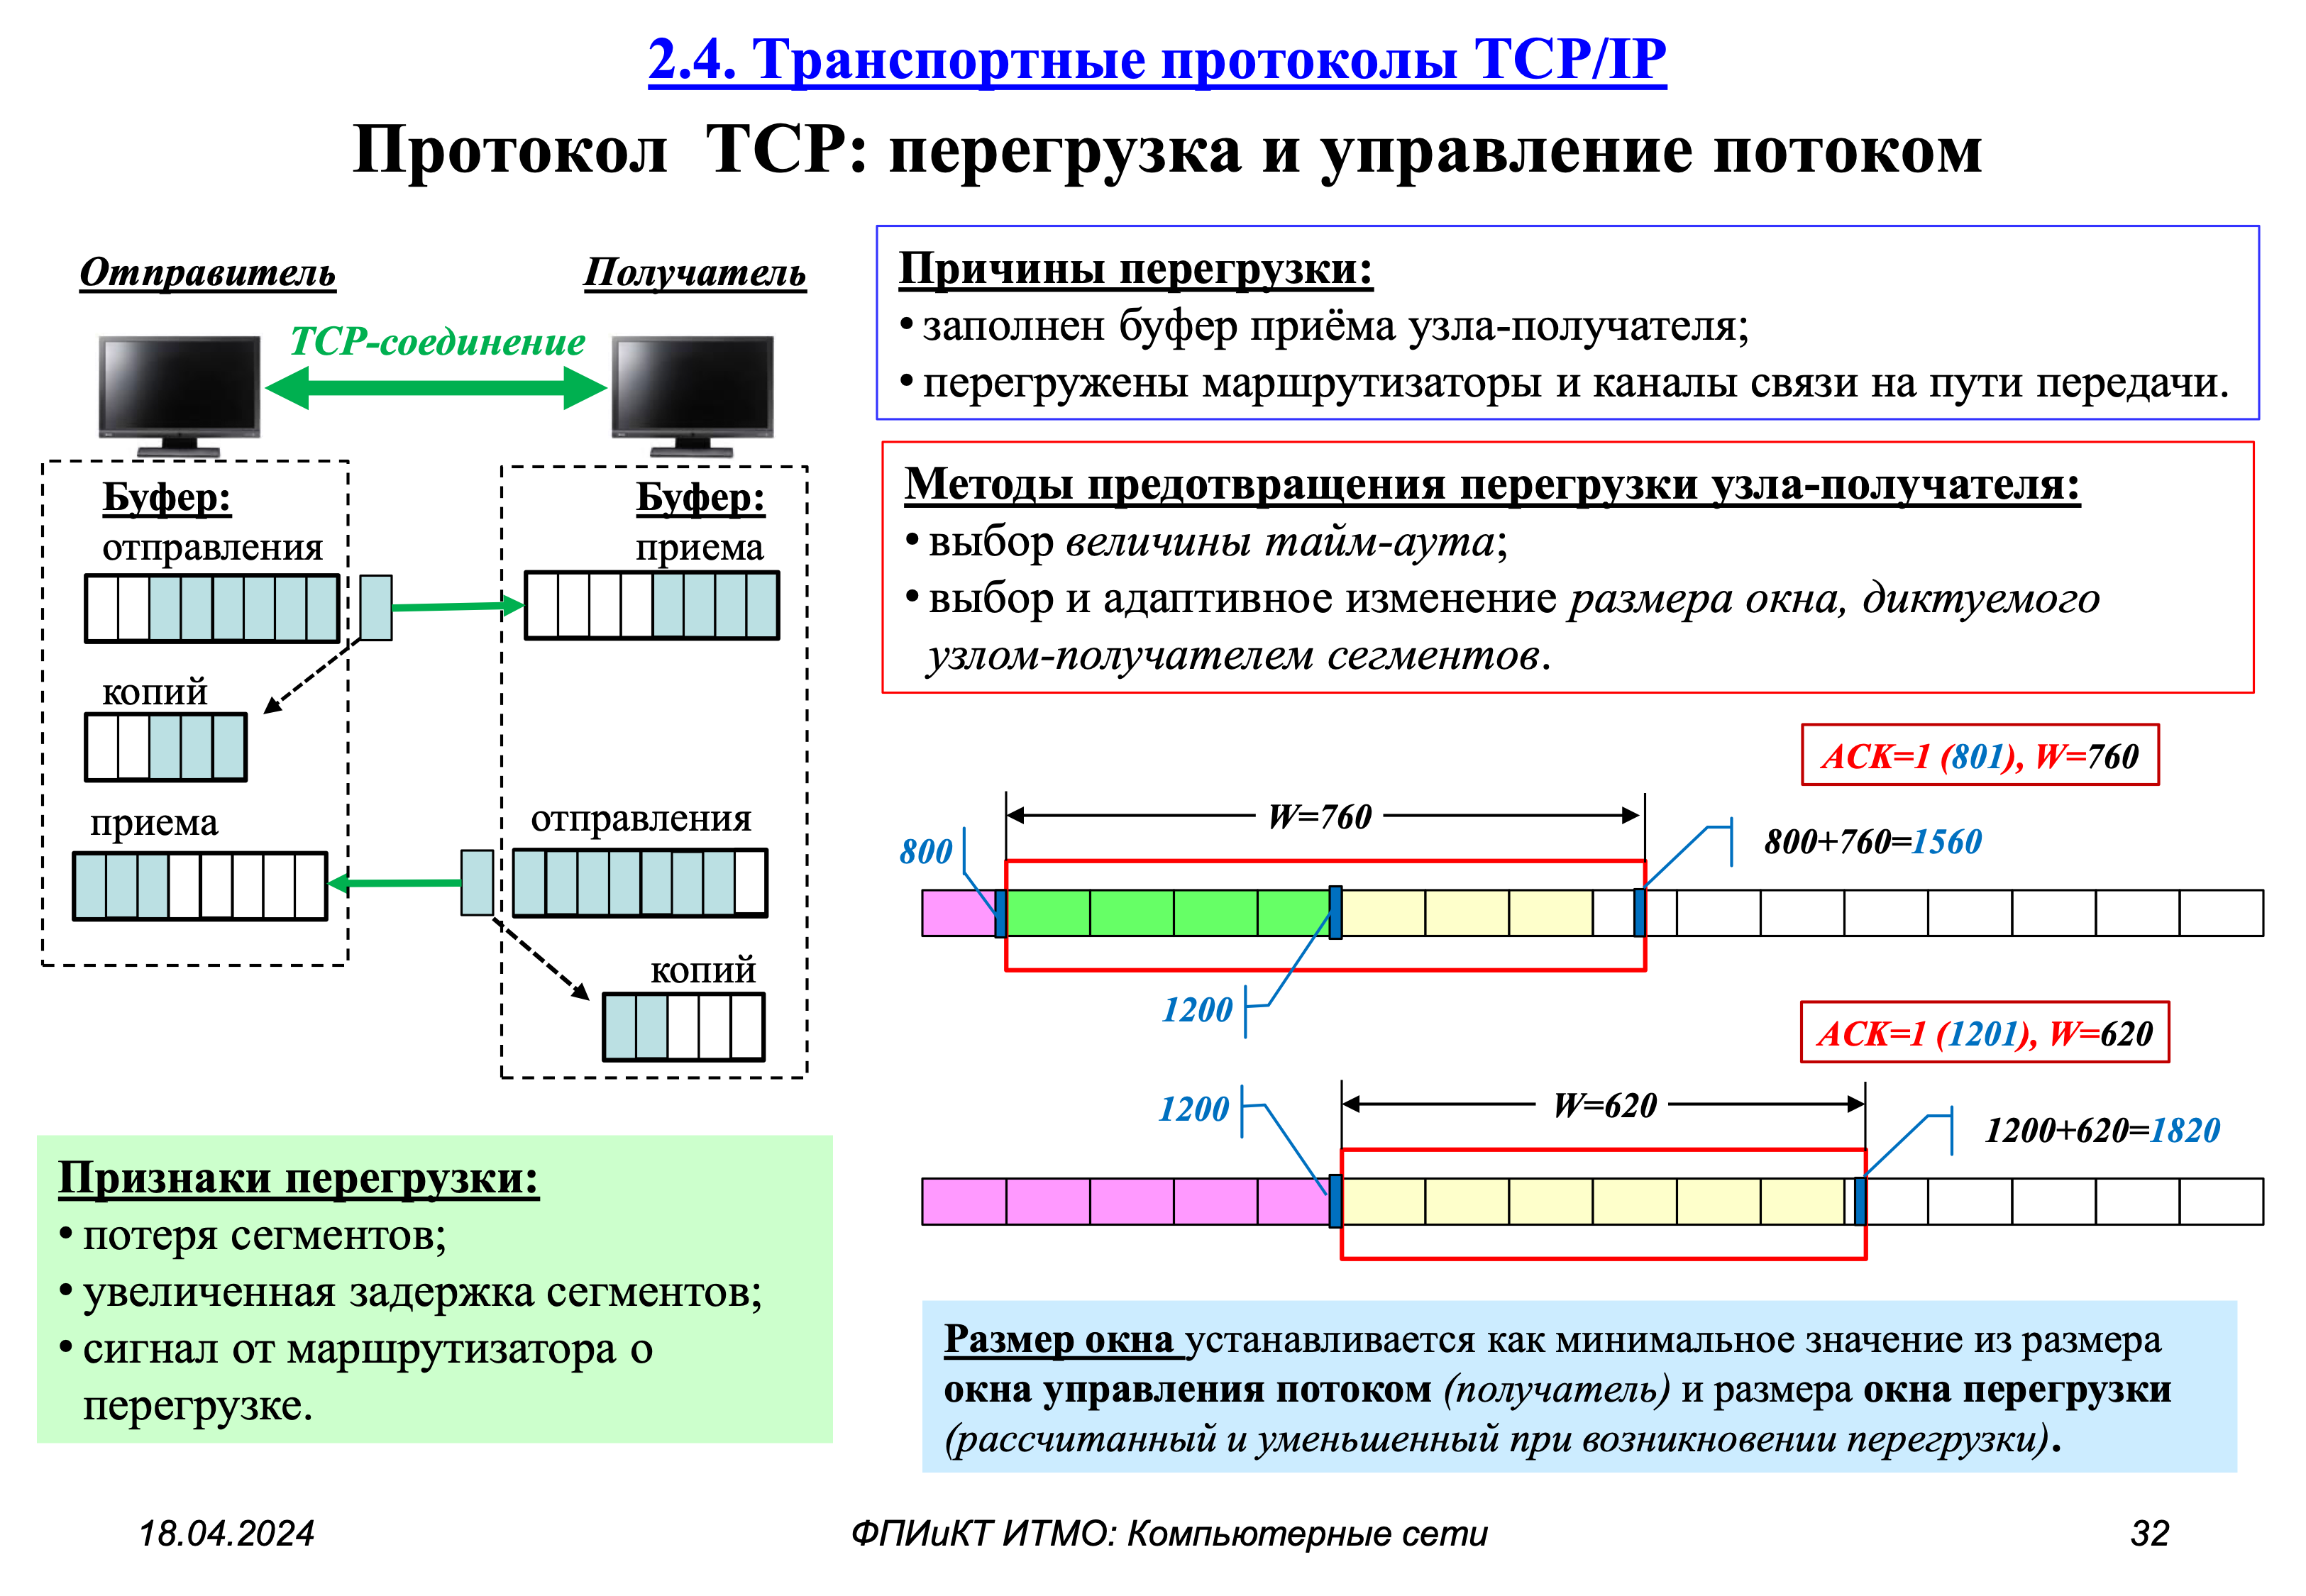 2.4. Транспортные протоколы TCP/IP
Протокол TCP: перегрузка и управление потоком
Отправитель
Получатель
TCP-соединение
Буфер:
отправления
копий
приема
Буфер:
приема
отправления
копий
Признаки перегрузки:
• потеря сегментов;
• увеличенная задержка сегментов;
• сигнал от маршрутизатора о
перегрузке.
Причины перегрузки:
• заполнен буфер приёма узла-получателя;
• перегружены маршрутизаторы и каналы связи на пути передачи.
Методы предотвращения перегрузки узла-получателя:
• выбор величины тайм-аута;
• выбор и адаптивное изменение размера окна, диктуемого
узлом-получателем сегментов.
ACK=1 (801), W=760
W=760
800
800+760=1560
1200
ACK=1 (1201), W=620
1200
W=620
1200+620=1820
Размер окна устанавливается как минимальное значение из размера
окна управления потоком (получатель) и размера окна перегрузки
(рассчитанный и уменьшенный при возникновении перегрузки).
18.04.2024
ФПИиКТ ИТМО: Компьютерные сети
32